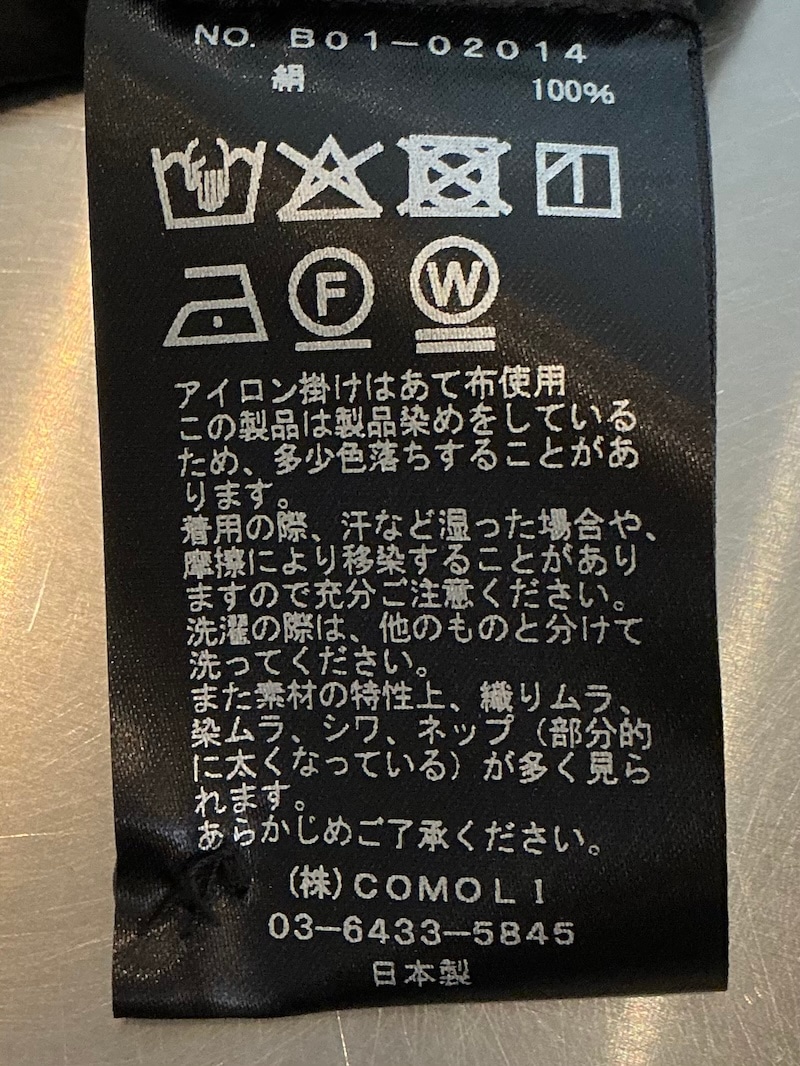 NO. B01-02014
絹 100%
F W
アイロン掛けはあて布使用
この製品は製品染めをしている
ため、多少色落ちすることがあ
ります。
着用の際、汗など湿った場合や、
摩擦により移染することがあり
ますので充分ご注意ください。
洗濯の際は、他のものと分けて
洗ってください。
また素材の特性上、織りムラ、
染ムラ、シワ、ネップ（部分的
に太くなっている）が多く見ら
れます。
あらかじめご了承ください。
(株)COMOLI
03-6433-5845
日本製